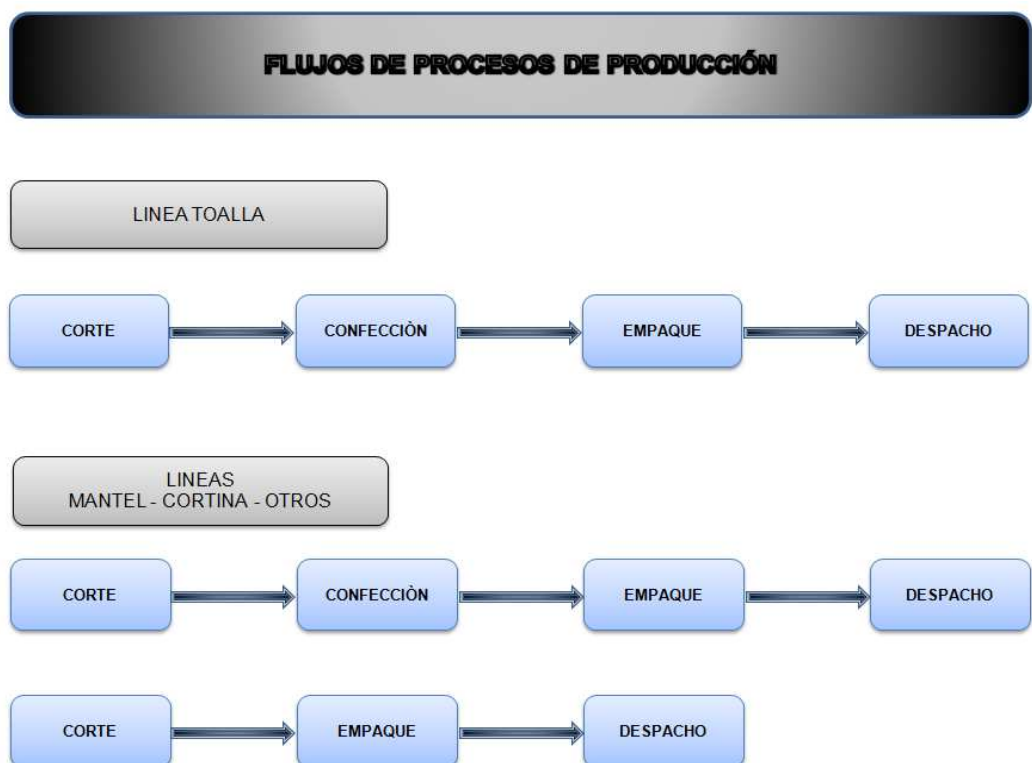 FLUJOS DE PROCESOS DE PRODUCCIÓN
LINEA TOALLA
CORTE
CONFECCIÒN
EMPAQUE
DESPACHO
LINEAS
MANTEL - CORTINA - OTROS
CORTE
CONFECCIÒN
EMPAQUE
DESPACHO
CORTE
EMPAQUE
DESPACHO